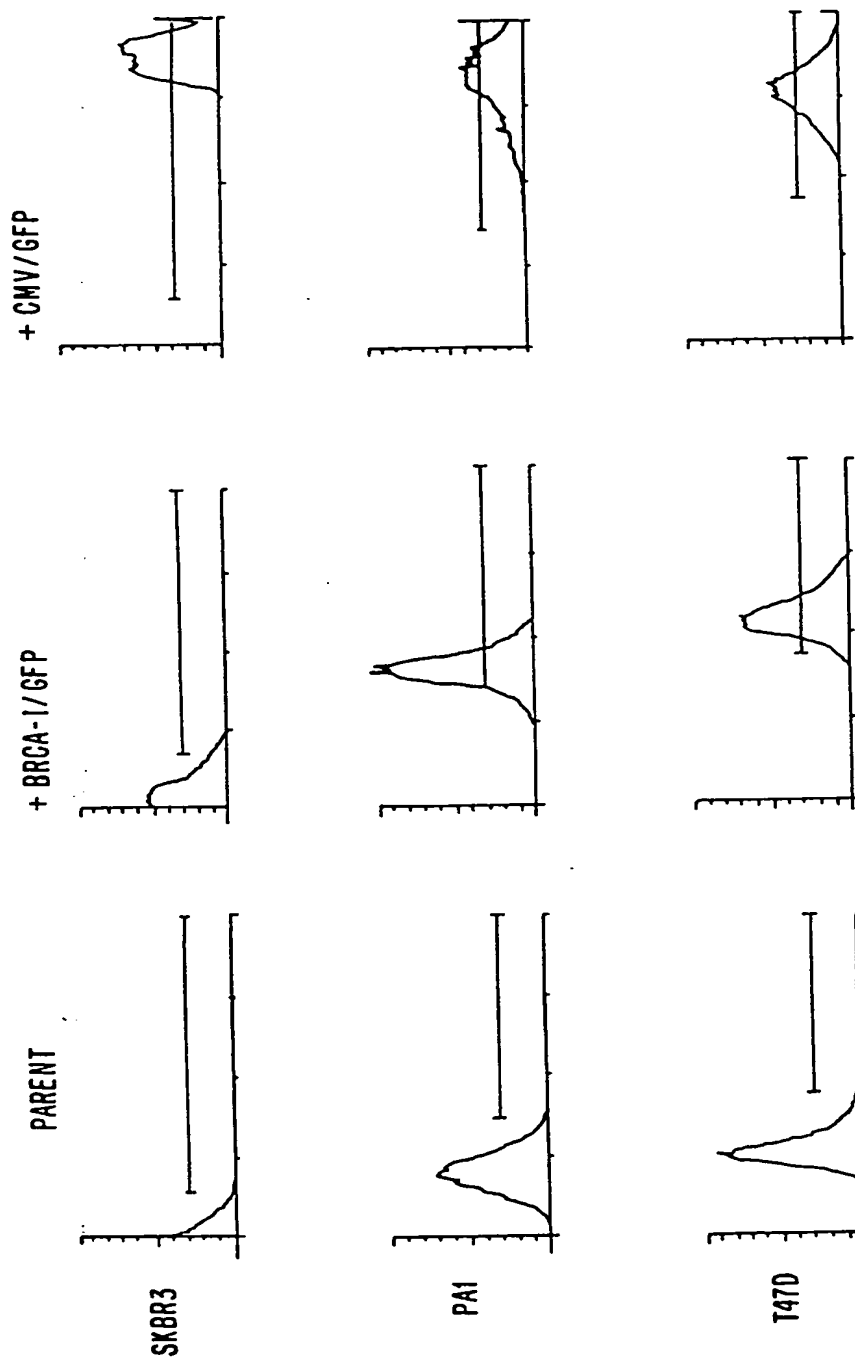 PARENT
+ BRCA-1/GFP
+ CMV/GFP
SKBR3
PA1
T47D